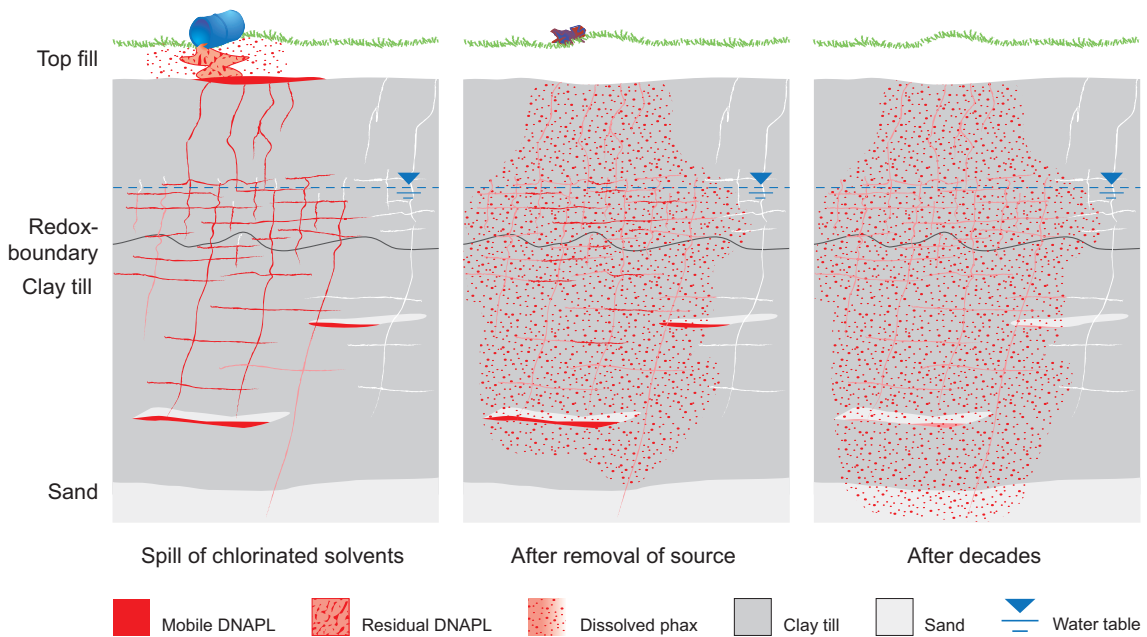 Top fill
Redox-
boundary
Clay till
Sand
Spill of chlorinated solvents
After removal of source
After decades
Mobile DNAPL
Residual DNAPL
Dissolved phax
Clay till
Sand
Water table